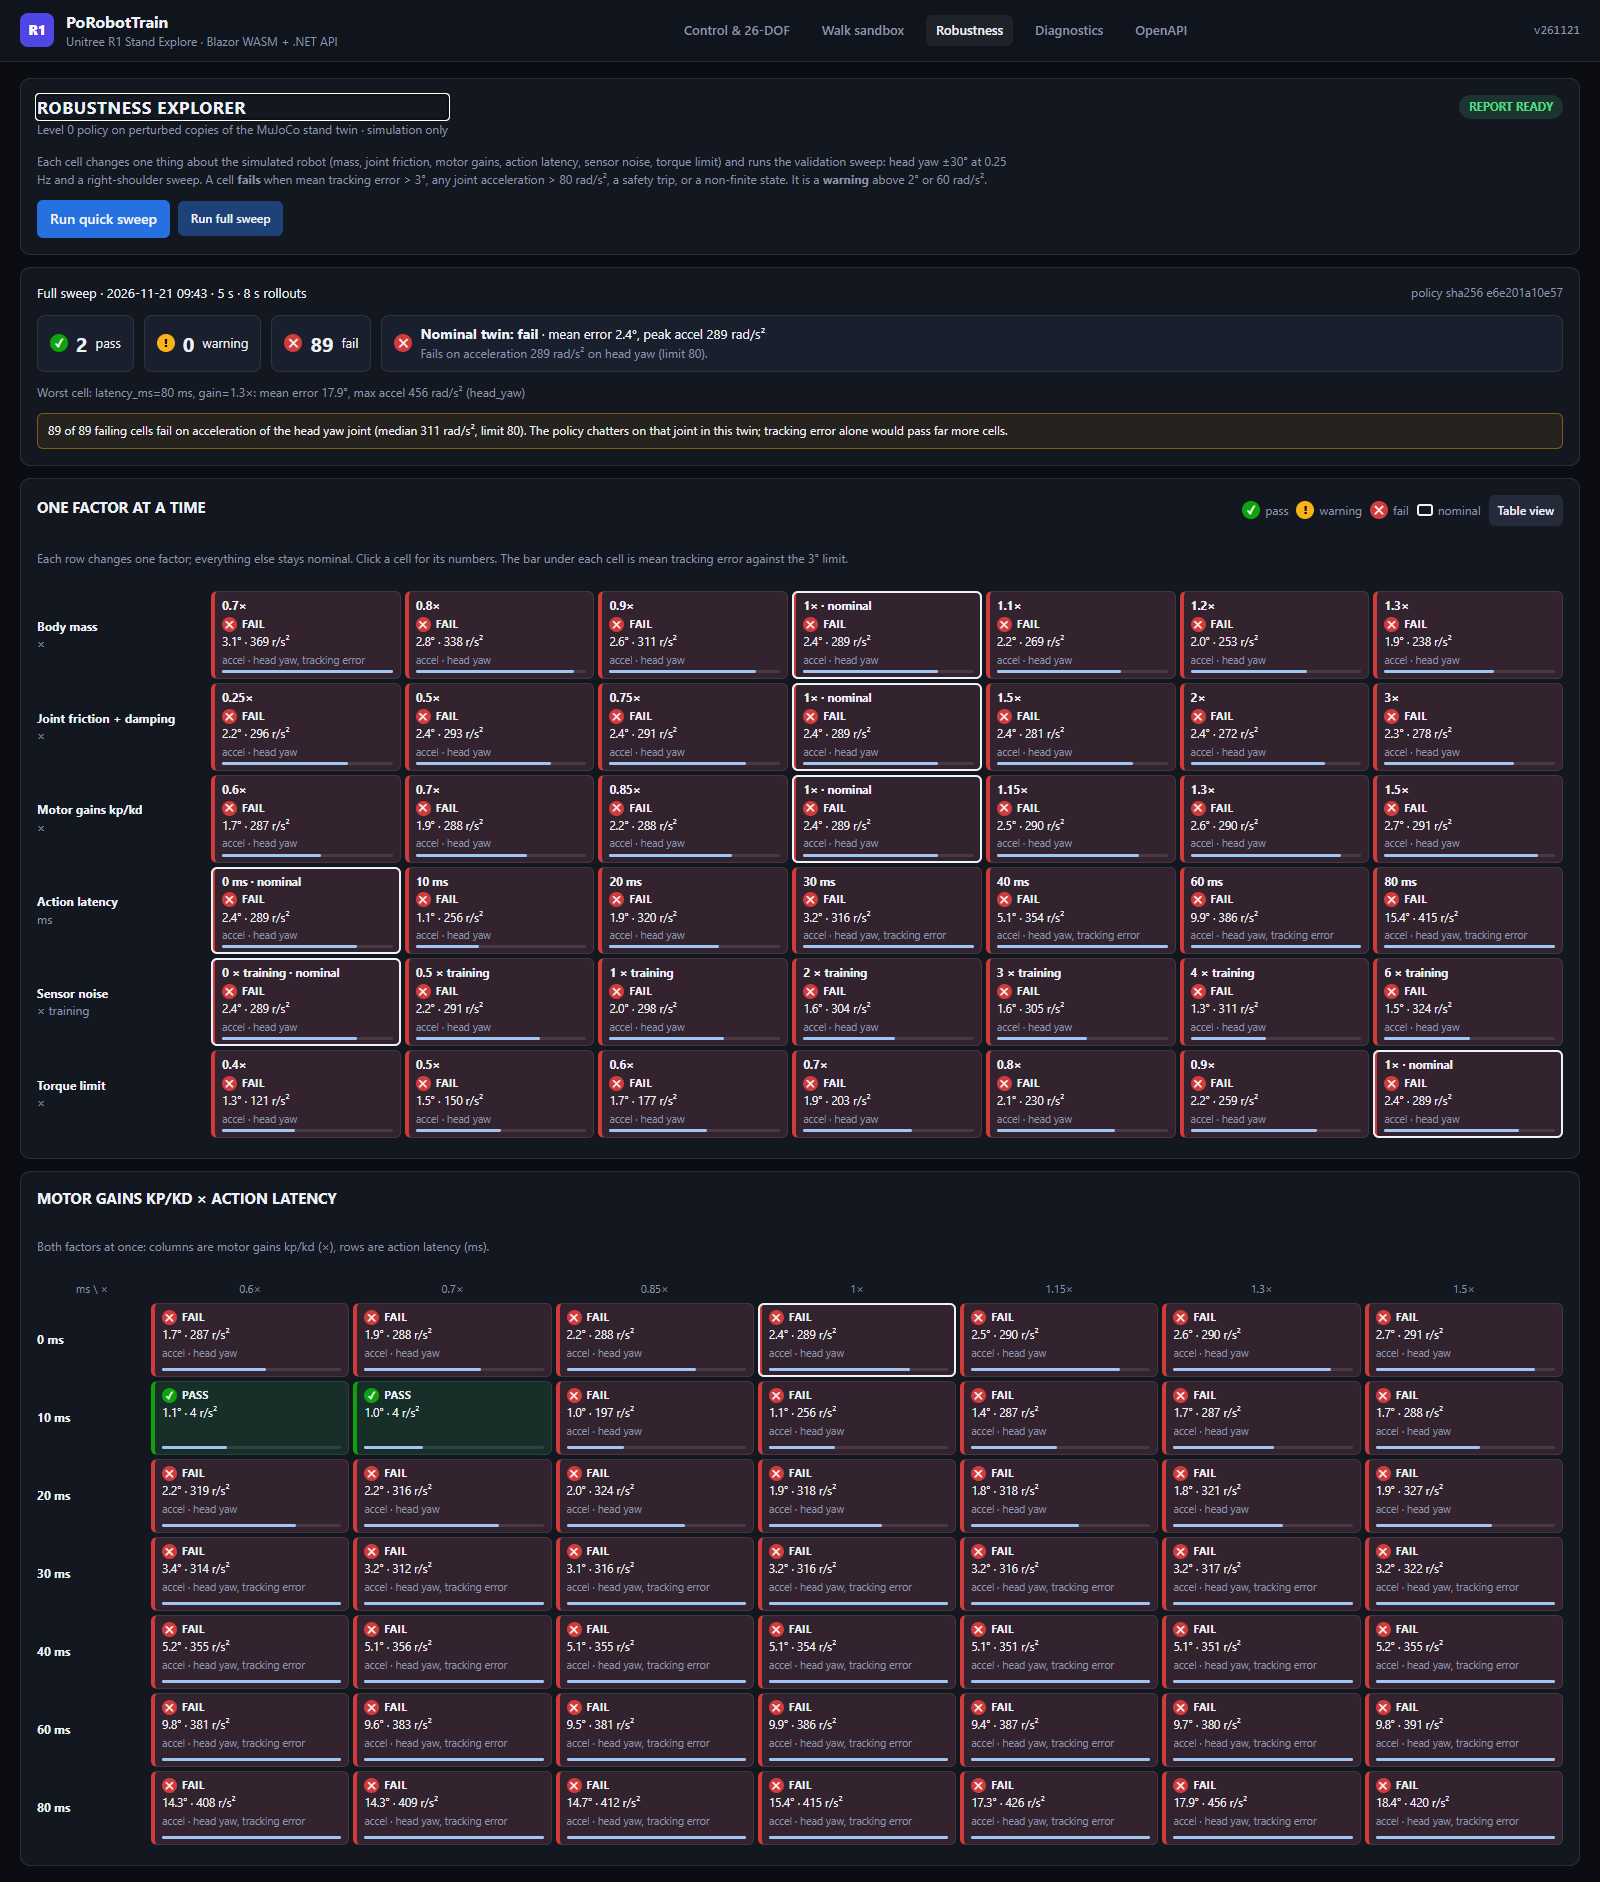 R1
PoRobotTrain
Unitree R1 Stand Explore · Blazor WASM + .NET API
Control & 26-DOF
Walk sandbox
Robustness
Diagnostics
OpenAPI
v261121
ROBUSTNESS EXPLORER
Level 0 policy on perturbed copies of the MuJoCo stand twin · simulation only
REPORT READY
Each cell changes one thing about the simulated robot (mass, joint friction, motor gains, action latency, sensor noise, torque limit) and runs the validation sweep: head yaw ±30° at 0.25
Hz and a right-shoulder sweep. A cell fails when mean tracking error > 3°, any joint acceleration > 80 rad/s², a safety trip, or a non-finite state. It is a warning above 2° or 60 rad/s².
Run quick sweep
Run full sweep
Full sweep · 2026-11-21 09:43 · 5 s · 8 s rollouts
policy sha256 e6e201a10e57
2 pass
0 warning
89 fail
Nominal twin: fail · mean error 2.4°, peak accel 289 rad/s²
Fails on acceleration 289 rad/s² on head yaw (limit 80).
Worst cell: latency_ms=80 ms, gain=1.3×: mean error 17.9°, max accel 456 rad/s² (head_yaw)
89 of 89 failing cells fail on acceleration of the head yaw joint (median 311 rad/s², limit 80). The policy chatters on that joint in this twin; tracking error alone would pass far more cells.
ONE FACTOR AT A TIME
pass warning fail nominal
Table view
Each row changes one factor; everything else stays nominal. Click a cell for its numbers. The bar under each cell is mean tracking error against the 3° limit.
Body mass
×
0.7× 0.8× 0.9× 1× · nominal 1.1× 1.2× 1.3×
FAIL FAIL FAIL FAIL FAIL FAIL FAIL
3.1° · 369 r/s² 2.8° · 338 r/s² 2.6° · 311 r/s² 2.4° · 289 r/s² 2.2° · 269 r/s² 2.0° · 253 r/s² 1.9° · 238 r/s²
accel · head yaw, tracking error accel · head yaw accel · head yaw accel · head yaw accel · head yaw accel · head yaw accel · head yaw
Joint friction + damping
×
0.25× 0.5× 0.75× 1× · nominal 1.5× 2× 3×
FAIL FAIL FAIL FAIL FAIL FAIL FAIL
2.2° · 296 r/s² 2.4° · 293 r/s² 2.4° · 291 r/s² 2.4° · 289 r/s² 2.4° · 281 r/s² 2.4° · 272 r/s² 2.3° · 278 r/s²
accel · head yaw accel · head yaw accel · head yaw accel · head yaw accel · head yaw accel · head yaw accel · head yaw
Motor gains kp/kd
×
0.6× 0.7× 0.85× 1× · nominal 1.15× 1.3× 1.5×
FAIL FAIL FAIL FAIL FAIL FAIL FAIL
1.7° · 287 r/s² 1.9° · 288 r/s² 2.2° · 288 r/s² 2.4° · 289 r/s² 2.5° · 290 r/s² 2.6° · 290 r/s² 2.7° · 291 r/s²
accel · head yaw accel · head yaw accel · head yaw accel · head yaw accel · head yaw accel · head yaw accel · head yaw
Action latency
ms
0 ms · nominal 10 ms 20 ms 30 ms 40 ms 60 ms 80 ms
FAIL FAIL FAIL FAIL FAIL FAIL FAIL
2.4° · 289 r/s² 1.1° · 256 r/s² 1.9° · 320 r/s² 3.2° · 316 r/s² 5.1° · 354 r/s² 9.9° · 386 r/s² 15.4° · 415 r/s²
accel · head yaw accel · head yaw accel · head yaw accel · head yaw, tracking error accel · head yaw, tracking error accel · head yaw, tracking error accel · head yaw, tracking error
Sensor noise
× training
0 × training · nominal 0.5 × training 1 × training 2 × training 3 × training 4 × training 6 × training
FAIL FAIL FAIL FAIL FAIL FAIL FAIL
2.4° · 289 r/s² 2.2° · 291 r/s² 2.0° · 298 r/s² 1.6° · 304 r/s² 1.6° · 305 r/s² 1.3° · 311 r/s² 1.5° · 324 r/s²
accel · head yaw accel · head yaw accel · head yaw accel · head yaw accel · head yaw accel · head yaw accel · head yaw
Torque limit
×
0.4× 0.5× 0.6× 0.7× 0.8× 0.9× 1× · nominal
FAIL FAIL FAIL FAIL FAIL FAIL FAIL
1.3° · 121 r/s² 1.5° · 150 r/s² 1.7° · 177 r/s² 1.9° · 203 r/s² 2.1° · 230 r/s² 2.2° · 259 r/s² 2.4° · 289 r/s²
accel · head yaw accel · head yaw accel · head yaw accel · head yaw accel · head yaw accel · head yaw accel · head yaw
MOTOR GAINS KP/KD × ACTION LATENCY
Both factors at once: columns are motor gains kp/kd (×), rows are action latency (ms).
ms \ × 0.6× 0.7× 0.85× 1× 1.15× 1.3× 1.5×
0 ms
FAIL FAIL FAIL FAIL FAIL FAIL FAIL
1.7° · 287 r/s² 1.9° · 288 r/s² 2.2° · 288 r/s² 2.4° · 289 r/s² 2.5° · 290 r/s² 2.6° · 290 r/s² 2.7° · 291 r/s²
accel · head yaw accel · head yaw accel · head yaw accel · head yaw accel · head yaw accel · head yaw accel · head yaw
10 ms
PASS PASS FAIL FAIL FAIL FAIL FAIL
1.1° · 4 r/s² 1.0° · 4 r/s² 1.0° · 197 r/s² 1.1° · 256 r/s² 1.4° · 287 r/s² 1.7° · 287 r/s² 1.7° · 288 r/s²
accel · head yaw accel · head yaw accel · head yaw accel · head yaw accel · head yaw
20 ms
FAIL FAIL FAIL FAIL FAIL FAIL FAIL
2.2° · 319 r/s² 2.2° · 316 r/s² 2.0° · 324 r/s² 1.9° · 318 r/s² 1.8° · 318 r/s² 1.8° · 321 r/s² 1.9° · 327 r/s²
accel · head yaw accel · head yaw accel · head yaw accel · head yaw accel · head yaw accel · head yaw accel · head yaw
30 ms
FAIL FAIL FAIL FAIL FAIL FAIL FAIL
3.4° · 314 r/s² 3.2° · 312 r/s² 3.1° · 316 r/s² 3.2° · 316 r/s² 3.2° · 316 r/s² 3.2° · 317 r/s² 3.2° · 322 r/s²
accel · head yaw, tracking error accel · head yaw, tracking error accel · head yaw, tracking error accel · head yaw, tracking error accel · head yaw, tracking error accel · head yaw, tracking error accel · head yaw, tracking error
40 ms
FAIL FAIL FAIL FAIL FAIL FAIL FAIL
5.2° · 355 r/s² 5.1° · 356 r/s² 5.1° · 355 r/s² 5.1° · 354 r/s² 5.1° · 351 r/s² 5.1° · 351 r/s² 5.2° · 355 r/s²
accel · head yaw, tracking error accel · head yaw, tracking error accel · head yaw, tracking error accel · head yaw, tracking error accel · head yaw, tracking error accel · head yaw, tracking error accel · head yaw, tracking error
60 ms
FAIL FAIL FAIL FAIL FAIL FAIL FAIL
9.8° · 381 r/s² 9.6° · 383 r/s² 9.5° · 381 r/s² 9.9° · 386 r/s² 9.4° · 387 r/s² 9.7° · 380 r/s² 9.8° · 391 r/s²
accel · head yaw, tracking error accel · head yaw, tracking error accel · head yaw, tracking error accel · head yaw, tracking error accel · head yaw, tracking error accel · head yaw, tracking error accel · head yaw, tracking error
80 ms
FAIL FAIL FAIL FAIL FAIL FAIL FAIL
14.3° · 408 r/s² 14.3° · 409 r/s² 14.7° · 412 r/s² 15.4° · 415 r/s² 17.3° · 426 r/s² 17.9° · 456 r/s² 18.4° · 420 r/s²
accel · head yaw, tracking error accel · head yaw, tracking error accel · head yaw, tracking error accel · head yaw, tracking error accel · head yaw, tracking error accel · head yaw, tracking error accel · head yaw, tracking error